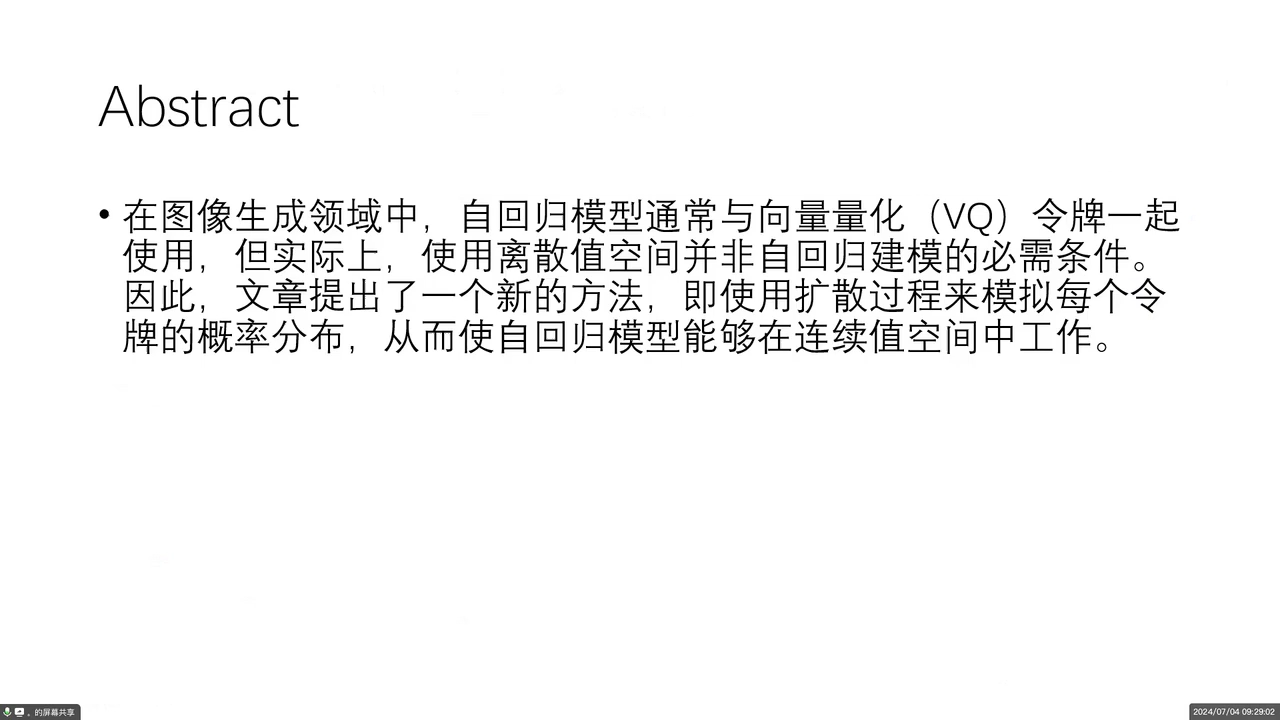 Abstract
• 在图像生成领域中，自回归模型通常与向量量化（VQ）令牌一起
使用，但实际上，使用离散值空间并非自回归建模的必需条件。
因此，文章提出了一个新的方法，即使用扩散过程来模拟每个令
牌的概率分布，从而使自回归模型能够在连续值空间中工作。
。的屏幕共享
2024/07/04 09:29:02